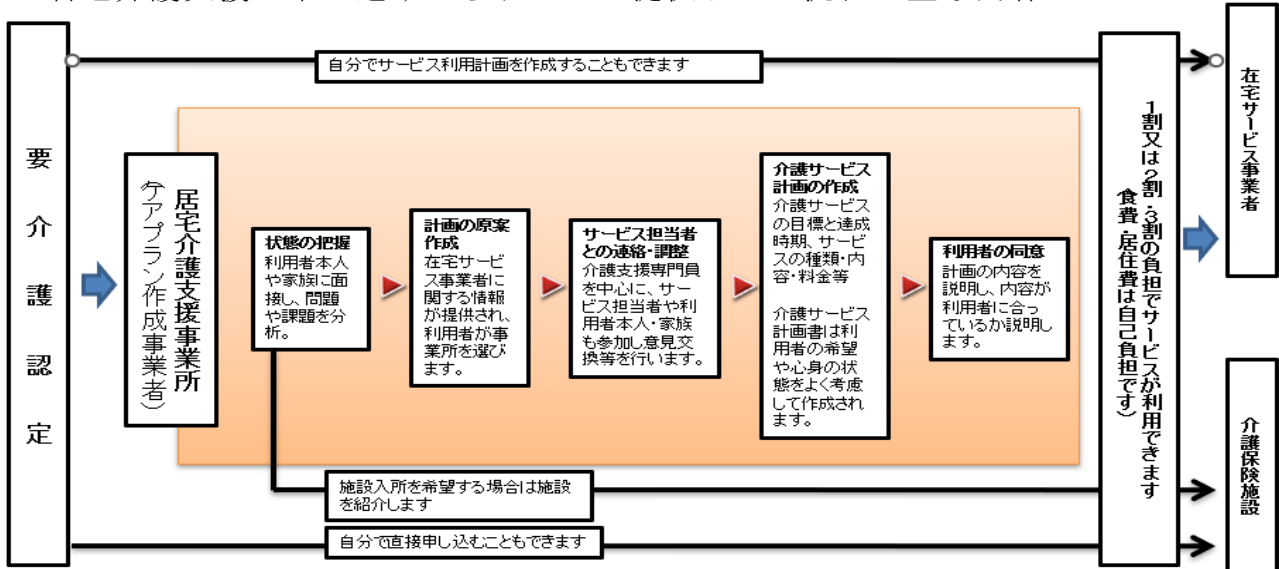 自分でサービス利用計画を作成することもできます
要介護認定
居宅介護支援事業所
(ケアプラン作成事業者)
状態の把握
利用者本人
や家族に面
接し、問題
や課題を分
析。
計画の原案
作成
在宅サービ
ス事業者に
関する情報
が提供され、
利用者が事
業所を選び
ます。
サービス担当者
との連絡・調整
介護支援専門員
を中心に、サー
ビス担当者や利
用者本人・家族
も参加し意見交
換等を行います。
介護サービス
計画の作成
介護サービス
の目標と達成
時期、サービ
スの種類・内
容・料金等
介護サービス
計画書は利
用者の希望
や心身の状
態をよく考慮
して作成され
ます。
利用者の同意
計画の内容を
説明し、内容が
利用者に合っ
ているか説明し
ます。
1割又は2割・3割の負担でサービスが利用できます
(食費・居住費は自己負担です)
在宅サービス事業者
介護保険施設
施設入所を希望する場合は施設
を紹介します
自分で直接申し込むこともできます